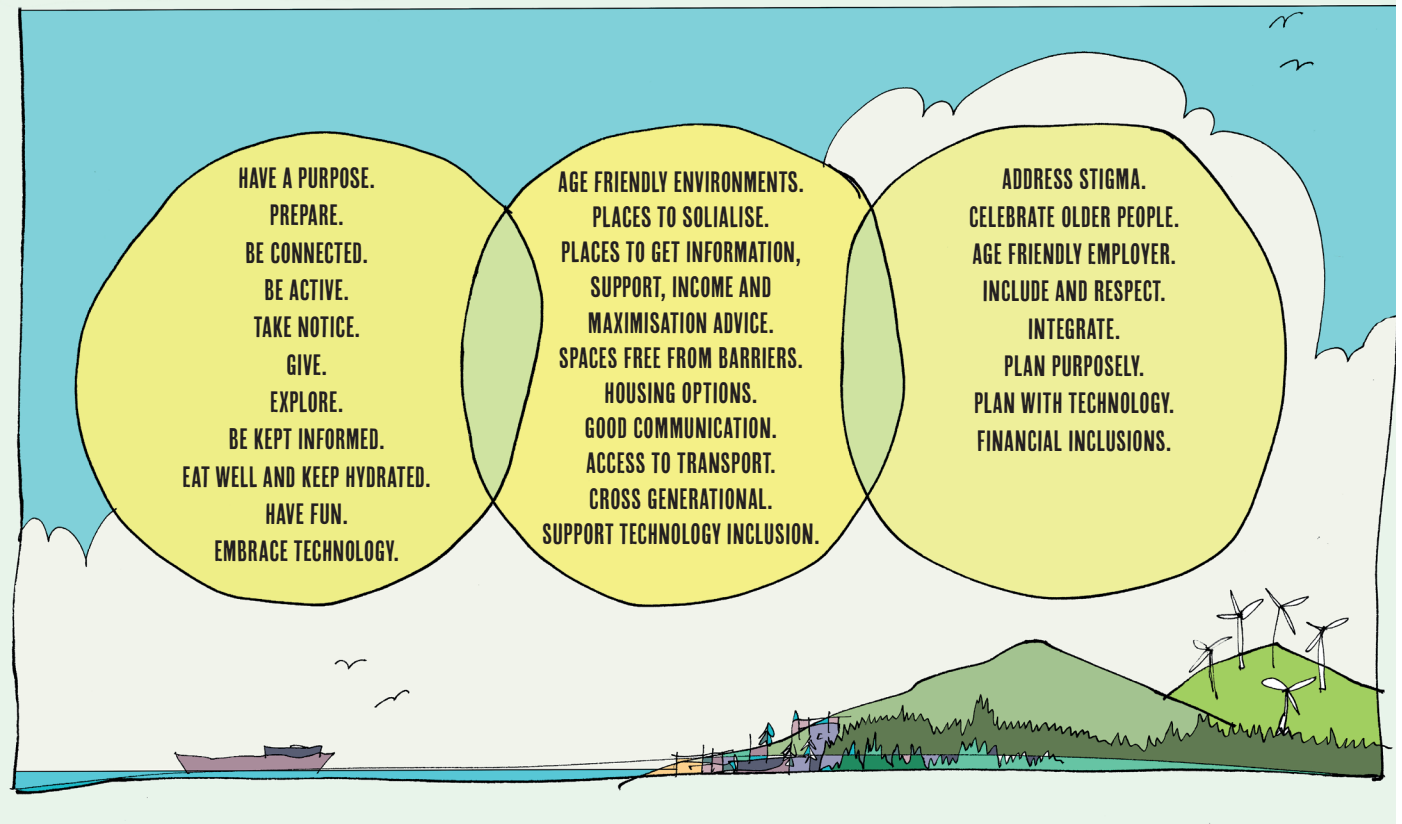 HAVE A PURPOSE.
PREPARE.
BE CONNECTED.
BE ACTIVE.
TAKE NOTICE.
GIVE.
EXPLORE.
BE KEPT INFORMED.
EAT WELL AND KEEP HYDRATED.
HAVE FUN.
EMBRACE TECHNOLOGY.
AGE FRIENDLY ENVIRONMENTS.
PLACES TO SOLIALISE.
PLACES TO GET INFORMATION,
SUPPORT, INCOME AND
MAXIMISATION ADVICE.
SPACES FREE FROM BARRIERS.
HOUSING OPTIONS.
GOOD COMMUNICATION.
ACCESS TO TRANSPORT.
CROSS GENERATIONAL.
SUPPORT TECHNOLOGY INCLUSION.
ADDRESS STIGMA.
CELEBRATE OLDER PEOPLE.
AGE FRIENDLY EMPLOYER.
INCLUDE AND RESPECT.
INTEGRATE.
PLAN PURPOSELY.
PLAN WITH TECHNOLOGY.
FINANCIAL INCLUSIONS.